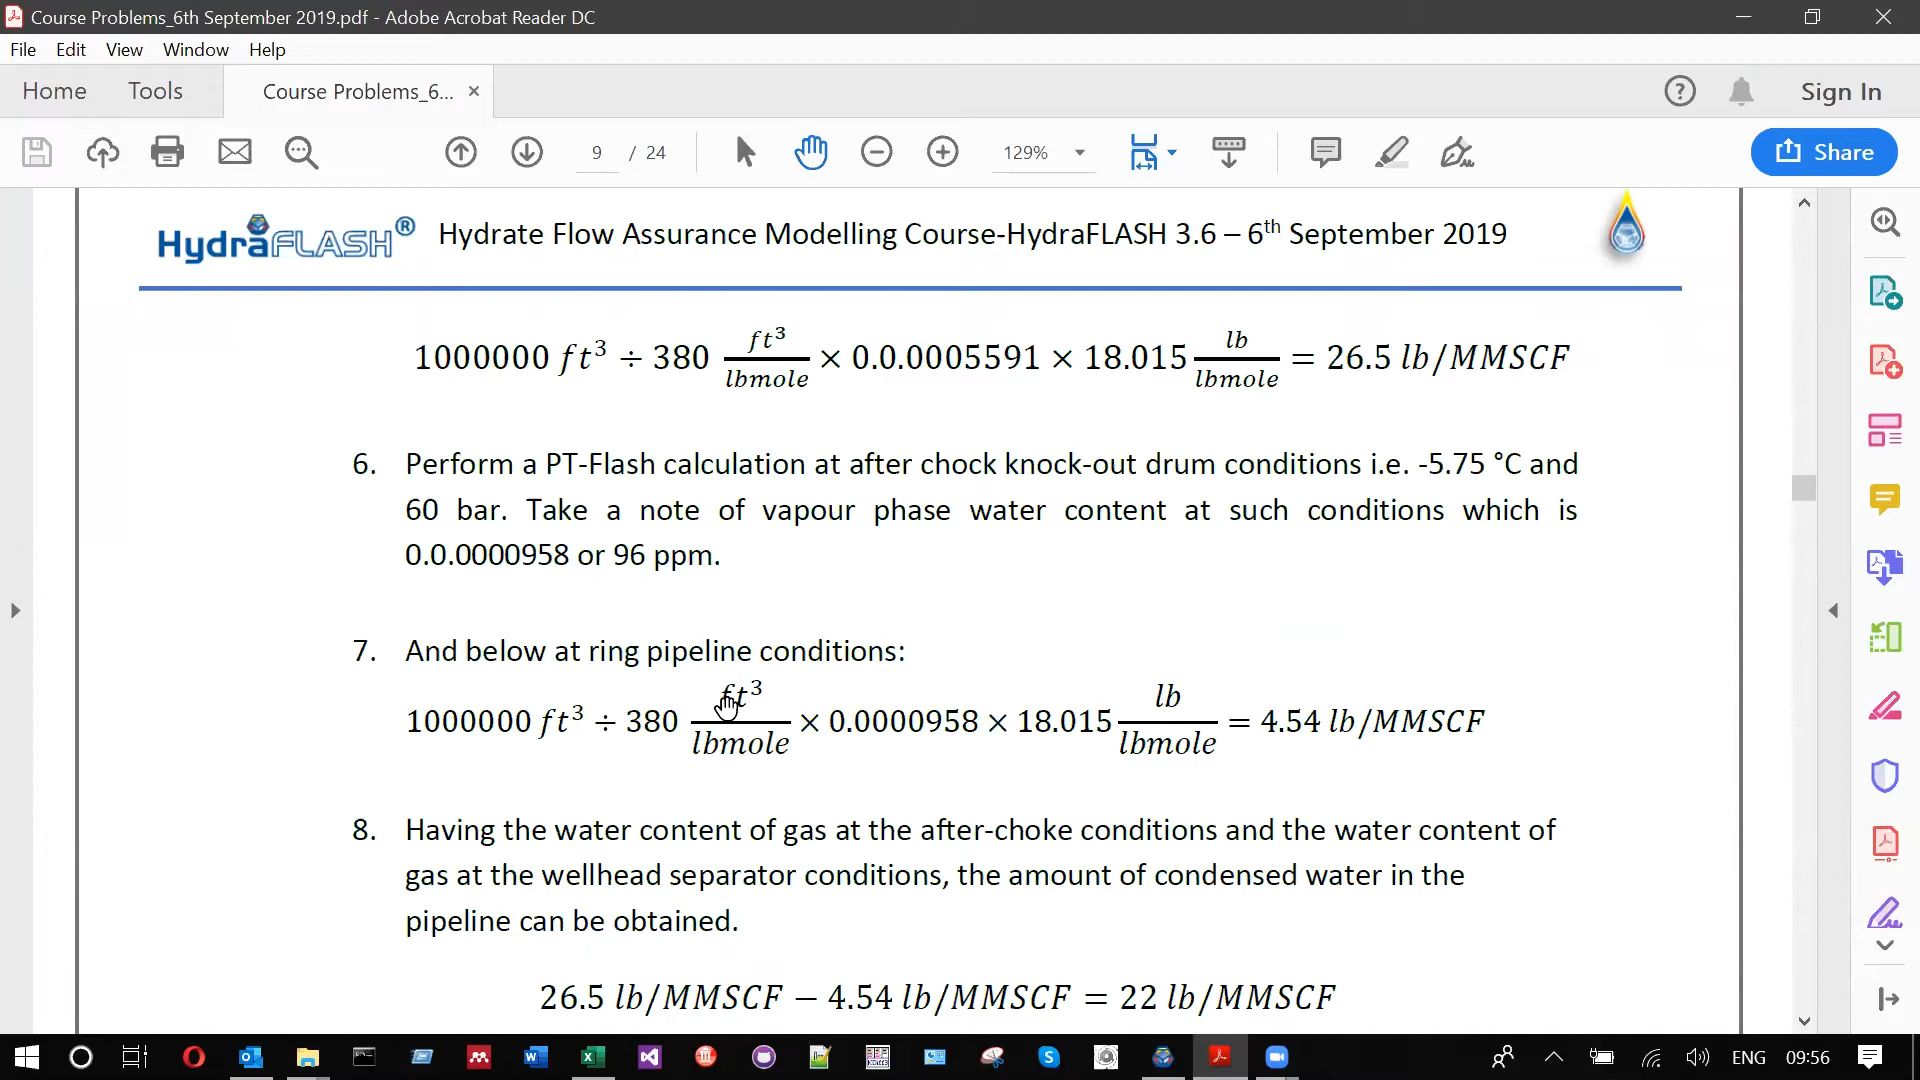 Course Problems_6th September 2019.pdf - Adobe Acrobat Reader DC
File Edit View Window Help
Home Tools Course Problems_6... × Sign In
9 / 24 129% Share
HydraFLASH® Hydrate Flow Assurance Modelling Course-HydraFLASH 3.6 – 6th September 2019
1000000 ft³ ÷ 380 ft³/lbmole × 0.0.0005591 × 18.015 lb/lbmole = 26.5 lb/MMSCF
6. Perform a PT-Flash calculation at after chock knock-out drum conditions i.e. -5.75 °C and
60 bar. Take a note of vapour phase water content at such conditions which is
0.0.0000958 or 96 ppm.
7. And below at ring pipeline conditions:
1000000 ft³ ÷ 380 ft³/lbmole × 0.0000958 × 18.015 lb/lbmole = 4.54 lb/MMSCF
8. Having the water content of gas at the after-choke conditions and the water content of
gas at the wellhead separator conditions, the amount of condensed water in the
pipeline can be obtained.
26.5 lb/MMSCF − 4.54 lb/MMSCF = 22 lb/MMSCF
ENG 09:56